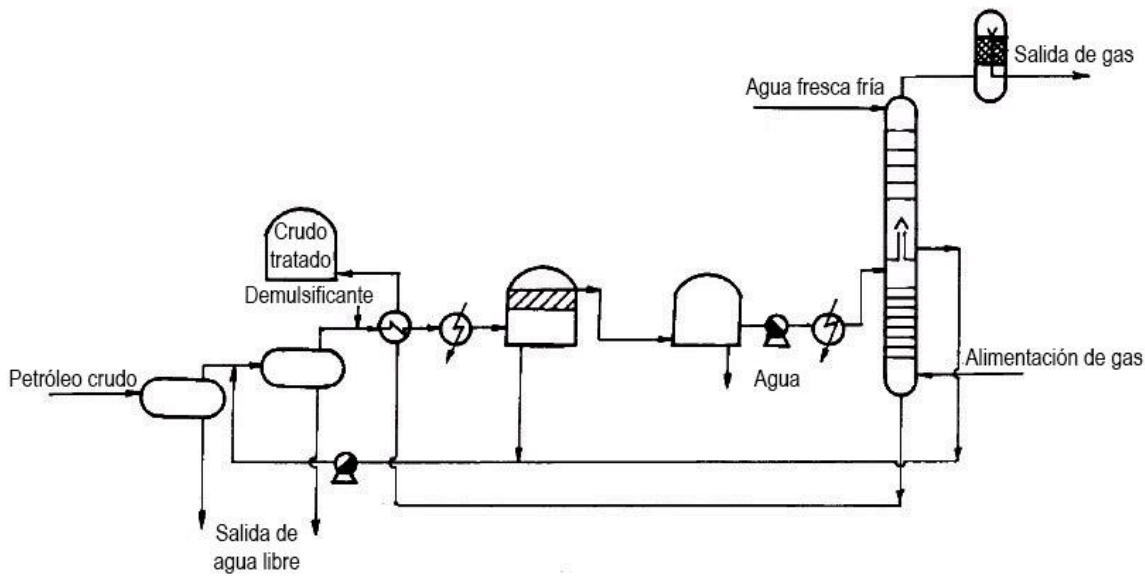 Salida de gas
Agua fresca fría
Crudo
tratado
Demulsificante
Petróleo crudo
Agua
Alimentación de gas
Salida de
agua libre